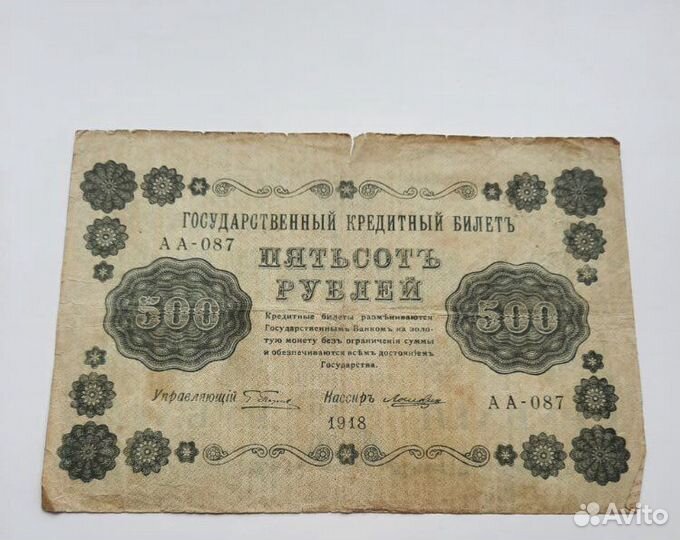 ГОСУДАРСТВЕННЫЙ КРЕДИТНЫЙ БИЛЕТЪ
АА-087
ПЯТЬСОТЪ
РУБЛЕЙ
500
500
Кредитные билеты размѣниваются
Государственнымъ Банкомъ на золо-
тую монету безъ ограниченія суммы
и обезпечиваются всѣмъ достояніемъ
Государства.
Управляющій
Кассиръ
АА-087
1918
Avito